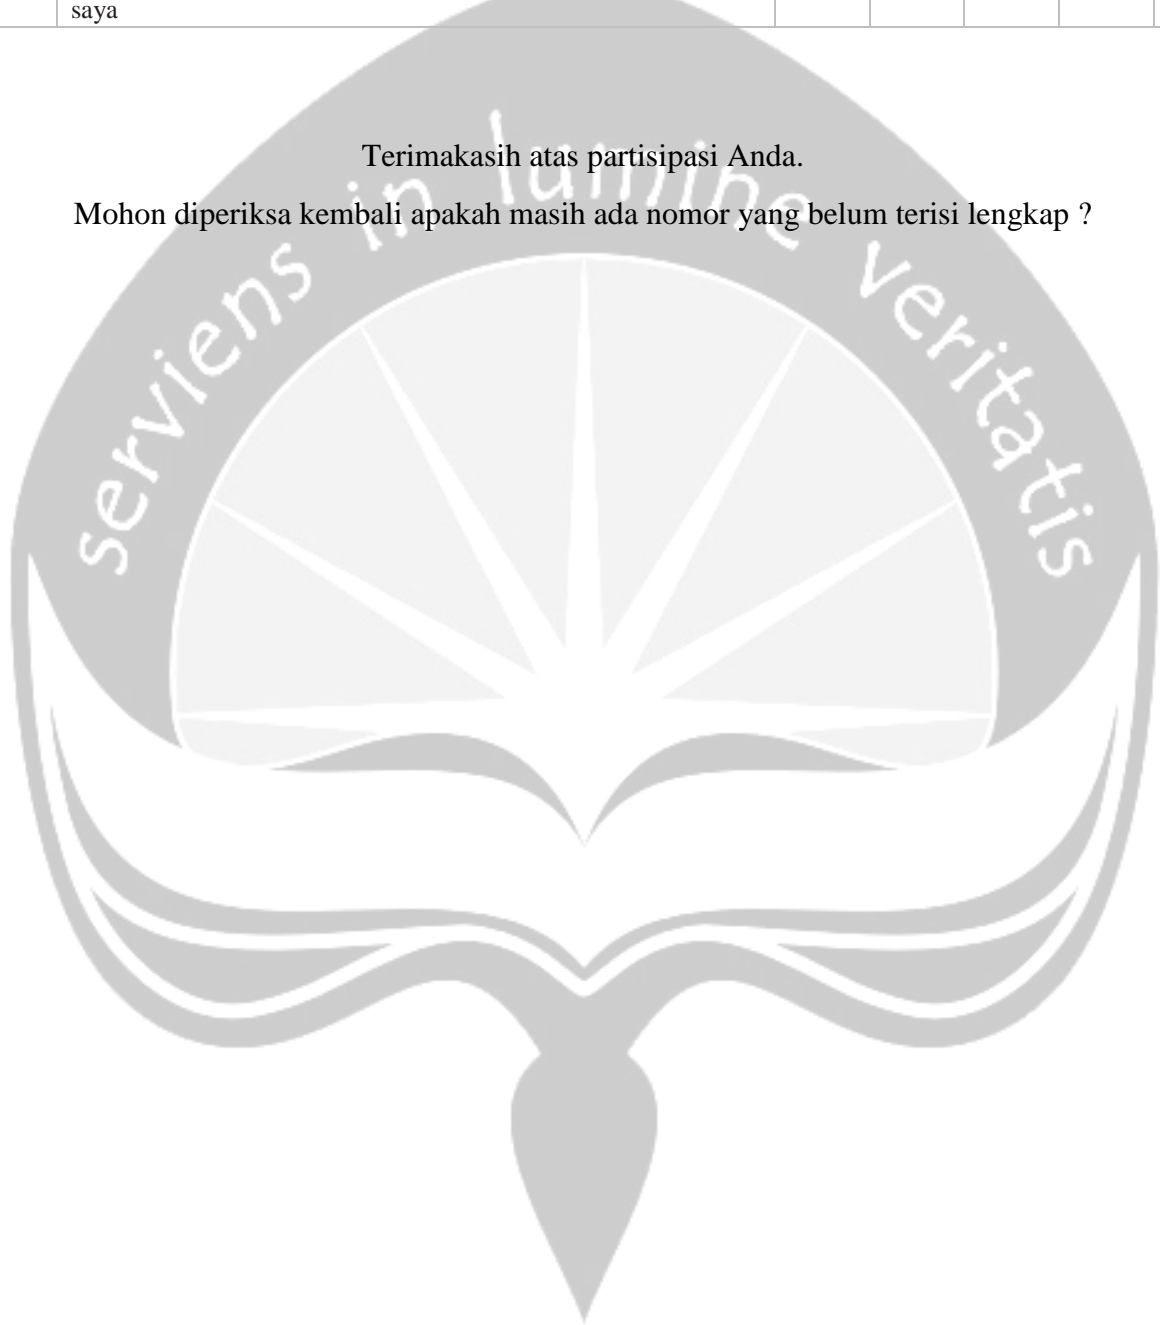 saya
Terimakasih atas partisipasi Anda.
Mohon diperiksa kembali apakah masih ada nomor yang belum terisi lengkap ?
serviens in lumine veritatis